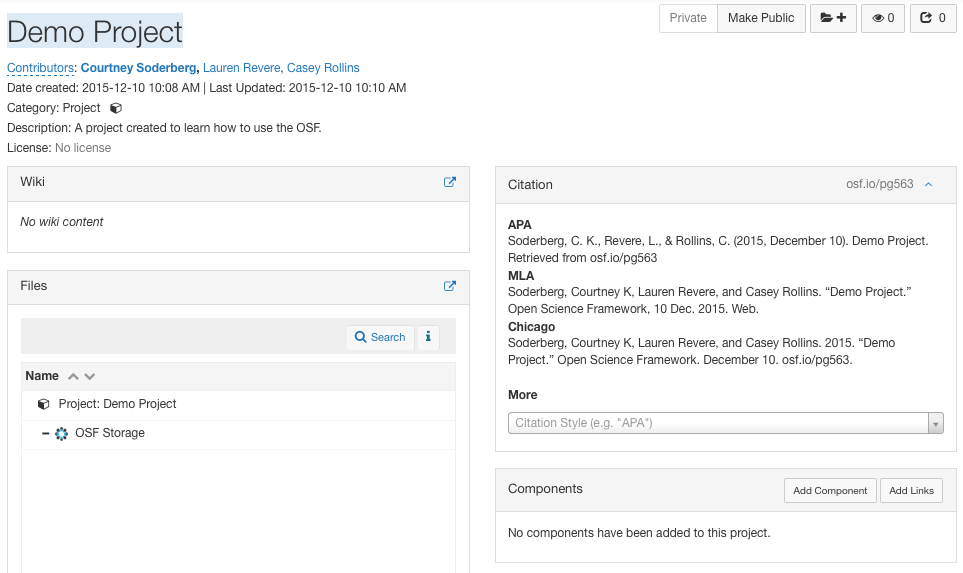 Demo Project
Private
Make Public
0
0
Contributors: Courtney Soderberg, Lauren Revere, Casey Rollins
Date created: 2015-12-10 10:08 AM | Last Updated: 2015-12-10 10:10 AM
Category: Project
Description: A project created to learn how to use the OSF.
License: No license
Wiki
No wiki content
Files
Search
i
Name
Project: Demo Project
OSF Storage
Citation
osf.io/pg563
APA
Soderberg, C. K., Revere, L., & Rollins, C. (2015, December 10). Demo Project.
Retrieved from osf.io/pg563
MLA
Soderberg, Courtney K, Lauren Revere, and Casey Rollins. “Demo Project.”
Open Science Framework, 10 Dec. 2015. Web.
Chicago
Soderberg, Courtney K, Lauren Revere, and Casey Rollins. 2015. “Demo
Project.” Open Science Framework. December 10. osf.io/pg563.
More
Citation Style (e.g. "APA")
Components
Add Component
Add Links
No components have been added to this project.